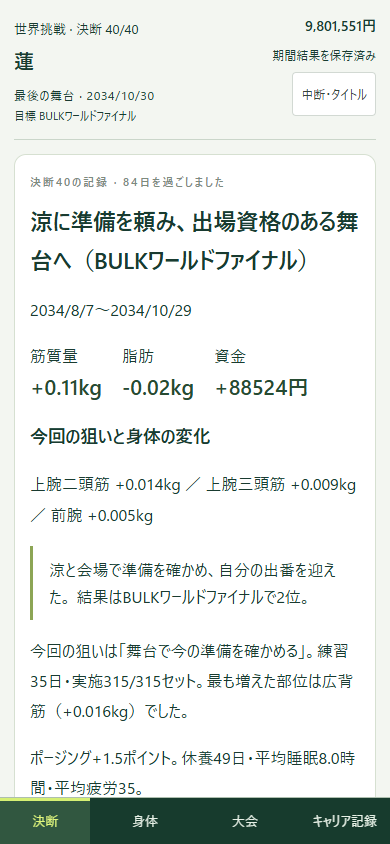 世界挑戦 · 決断 40/40
9,801,551円
蓮
期間結果を保存済み
最後の舞台 · 2034/10/30
中断・タイトル
目標 BULKワールドファイナル
決断40の記録 · 84日を過ごしました
涼に準備を頼み、出場資格のある舞
台へ（BULKワールドファイナル）
2034/8/7〜2034/10/29
筋質量 脂肪 資金
+0.11kg -0.02kg +88524円
今回の狙いと身体の変化
上腕二頭筋 +0.014kg ／ 上腕三頭筋 +0.009kg
／ 前腕 +0.005kg
涼と会場で準備を確かめ、自分の出番を迎え
た。結果はBULKワールドファイナルで2位。
今回の狙いは「舞台で今の準備を確かめる」。練習
35日・実施315/315セット。最も増えた部位は広背
筋（+0.016kg）でした。
ポージング+1.5ポイント。休養49日・平均睡眠8.0時
間・平均疲労35。
決断 身体 大会 キャリア記録